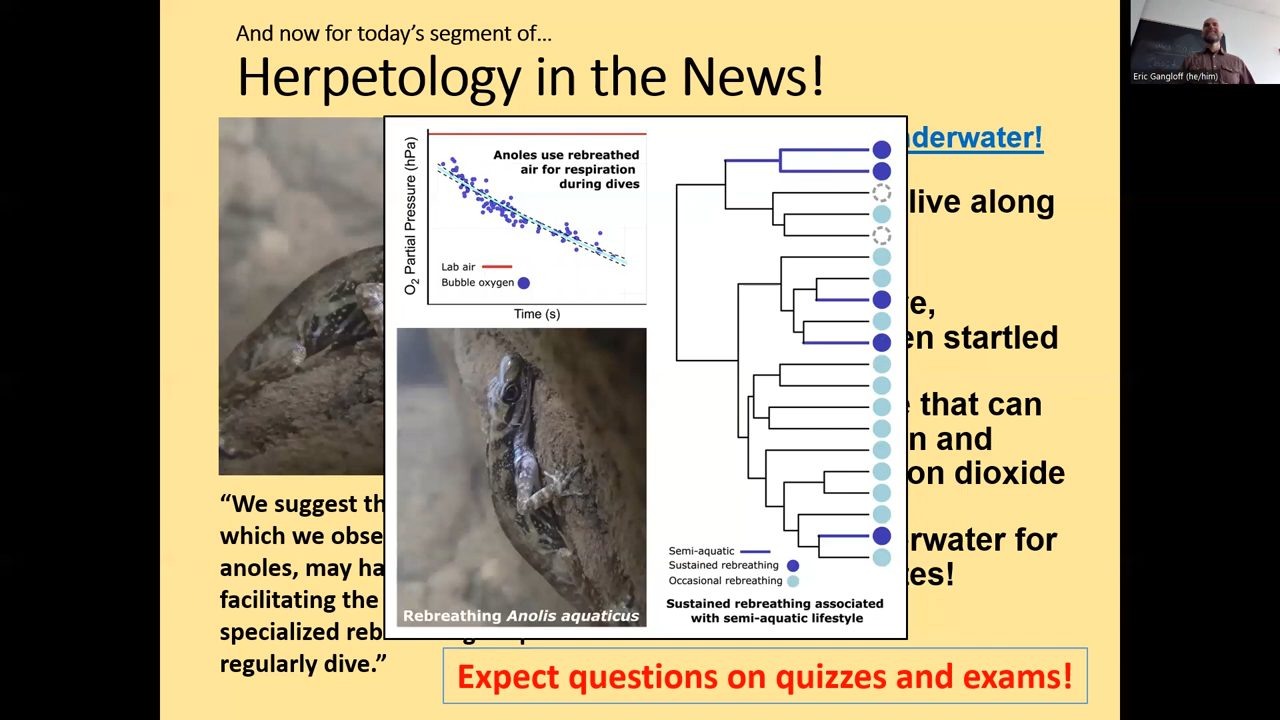 And now for today's segment of...
Herpetology in the News!
Eric Gangloff (he/him)
O2 Partial Pressure (hPa)
Anoles use rebreathed
air for respiration
during dives
Lab air
Bubble oxygen
Time (s)
Rebreathing Anolis aquaticus
Semi-aquatic
Sustained rebreathing
Occasional rebreathing
Sustained rebreathing associated
with semi-aquatic lifestyle
nderwater!
live along
e,
en startled
that can
n and
on dioxide
rwater for
tes!
“We suggest th
which we obse
anoles, may ha
facilitating the
specialized reb
regularly dive.”
Expect questions on quizzes and exams!